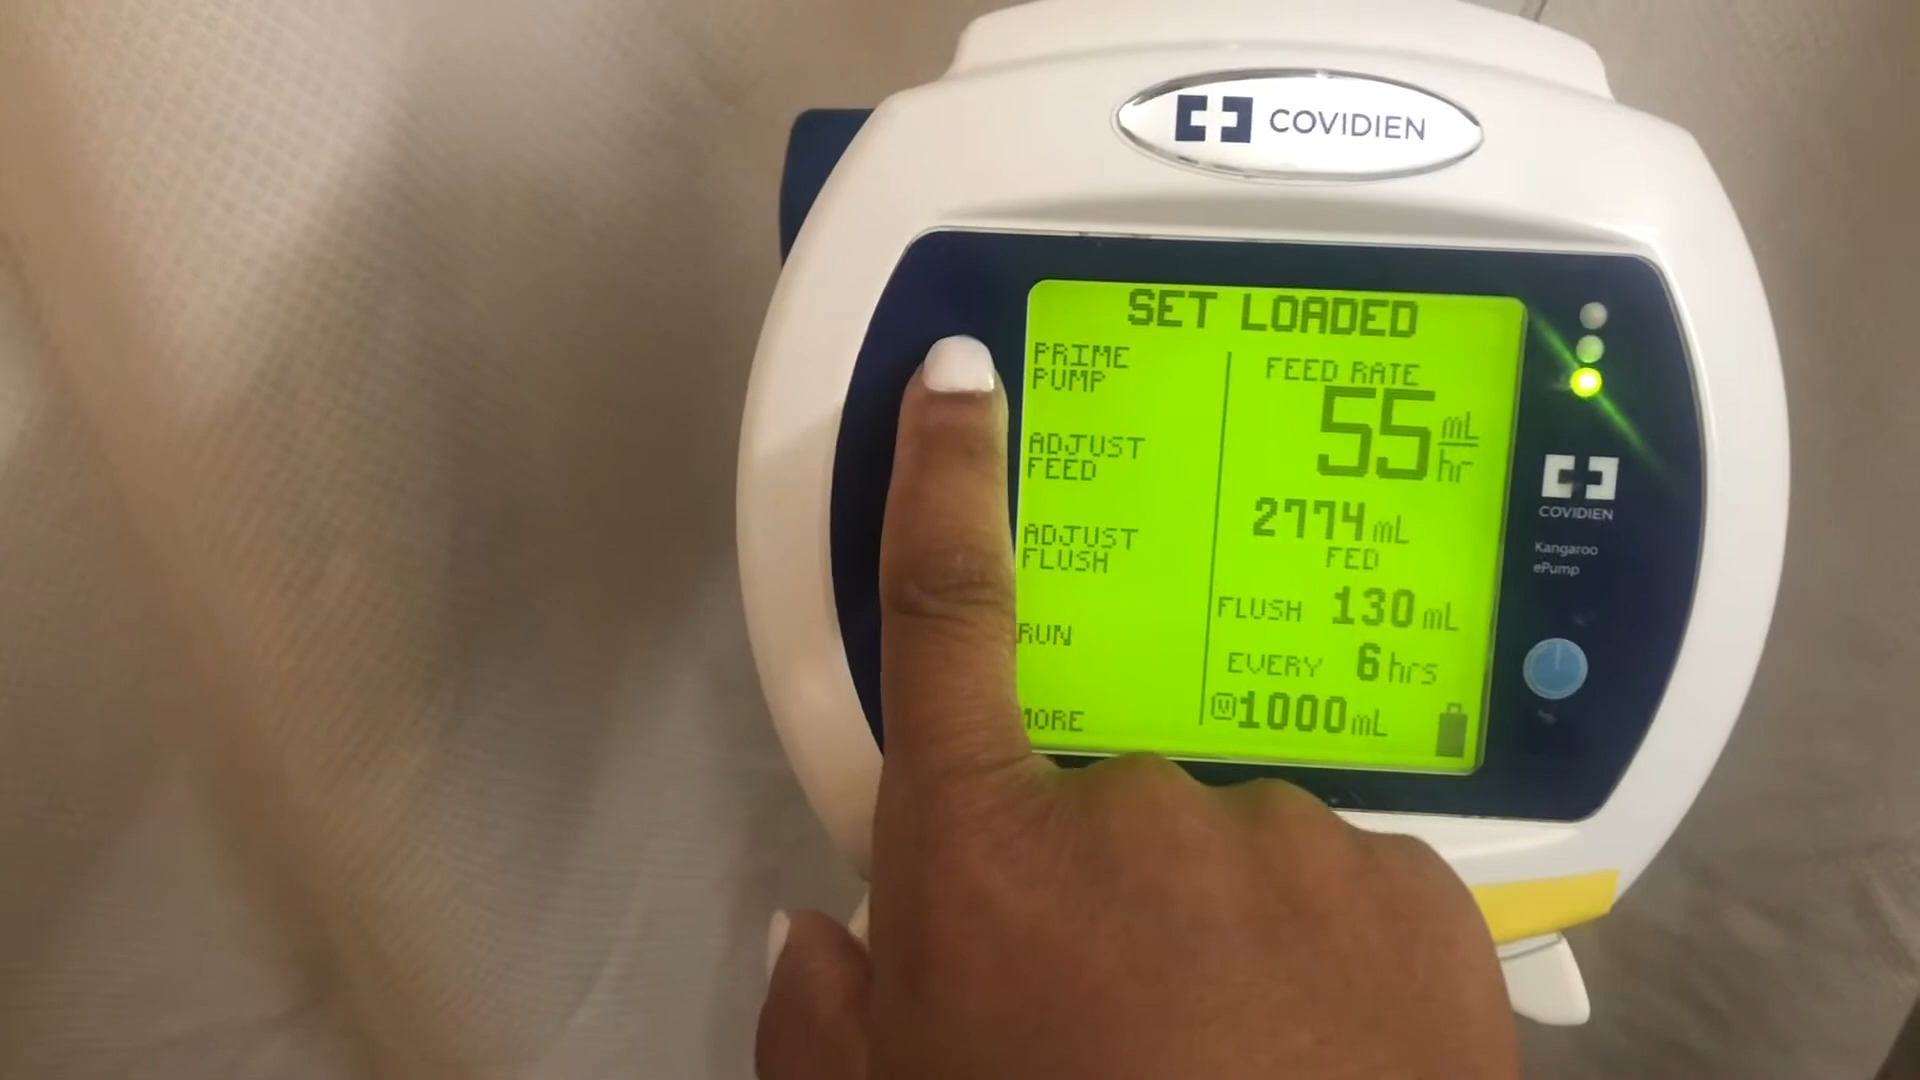 COVIDIEN
SET LOADED
PRIME
PUMP
ADJUST
FEED
ADJUST
FLUSH
RUN
MORE
FEED RATE
55 mL
hr
2774 mL
FED
FLUSH 130 mL
EVERY 6 hrs
1000 mL
COVIDIEN
Kangaroo
ePump